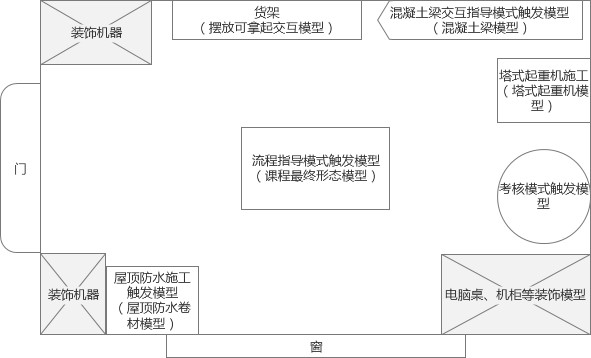 装饰机器
货架
（摆放可拿起交互模型）
混凝土梁交互指导模式触发模型
（混凝土梁模型）
塔式起重机施工
（塔式起重机模
型）
门
流程指导模式触发模型
（课程最终形态模型）
考核模式触发模
型
装饰机器
屋顶防水施工
触发模型
（屋顶防水卷
材模型）
电脑桌、机柜等装饰模型
窗